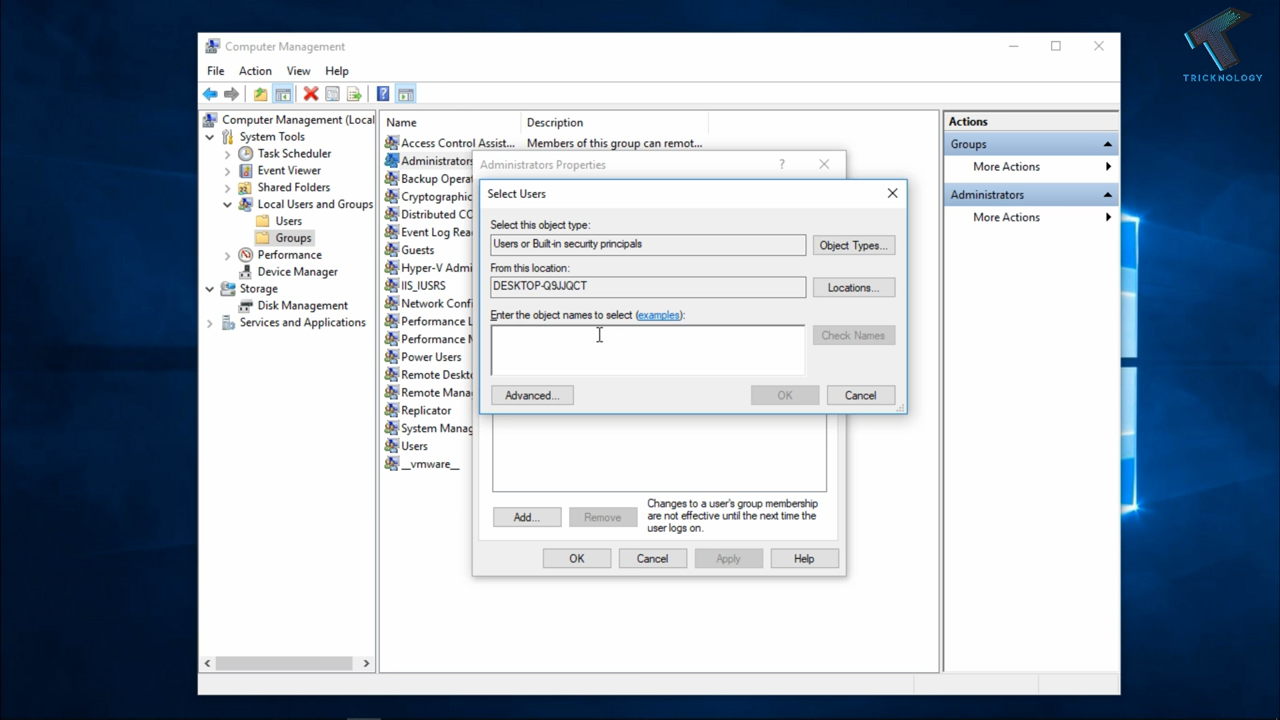 TRICKNOLOGY
Computer Management
File Action View Help
Computer Management (Local
System Tools
Task Scheduler
Event Viewer
Shared Folders
Local Users and Groups
Users
Groups
Performance
Device Manager
Storage
Disk Management
Services and Applications
Name Description
Access Control Assist... Members of this group can remot...
Administrators
Backup Opera
Cryptographic
Distributed CO
Event Log Rea
Guests
Hyper-V Admi
IIS_IUSRS
Network Confi
Performance L
Performance M
Power Users
Remote Deskto
Remote Mana
Replicator
System Manag
Users
__vmware__
Administrators Properties
Select Users
Select this object type:
Users or Built-in security principals
Object Types...
From this location:
DESKTOP-Q9JJQCT
Locations...
Enter the object names to select (examples):
Check Names
Advanced... OK Cancel
Add... Remove
Changes to a user's group membership
are not effective until the next time the
user logs on.
OK Cancel Apply Help
Actions
Groups
More Actions
Administrators
More Actions